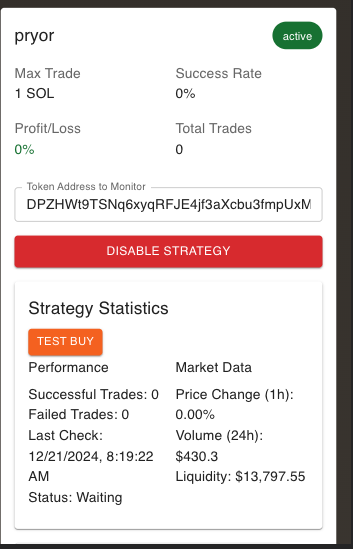 pryor
active
Max Trade
Success Rate
1 SOL
0%
Profit/Loss
Total Trades
0%
0
Token Address to Monitor
DPZHWt9TSNq6xyqRFJE4jf3aXcbu3fmpUxM
DISABLE STRATEGY
Strategy Statistics
TEST BUY
Performance
Market Data
Successful Trades: 0
Failed Trades: 0
Last Check:
12/21/2024, 8:19:22
AM
Status: Waiting
Price Change (1h):
0.00%
Volume (24h):
$430.3
Liquidity: $13,797.55